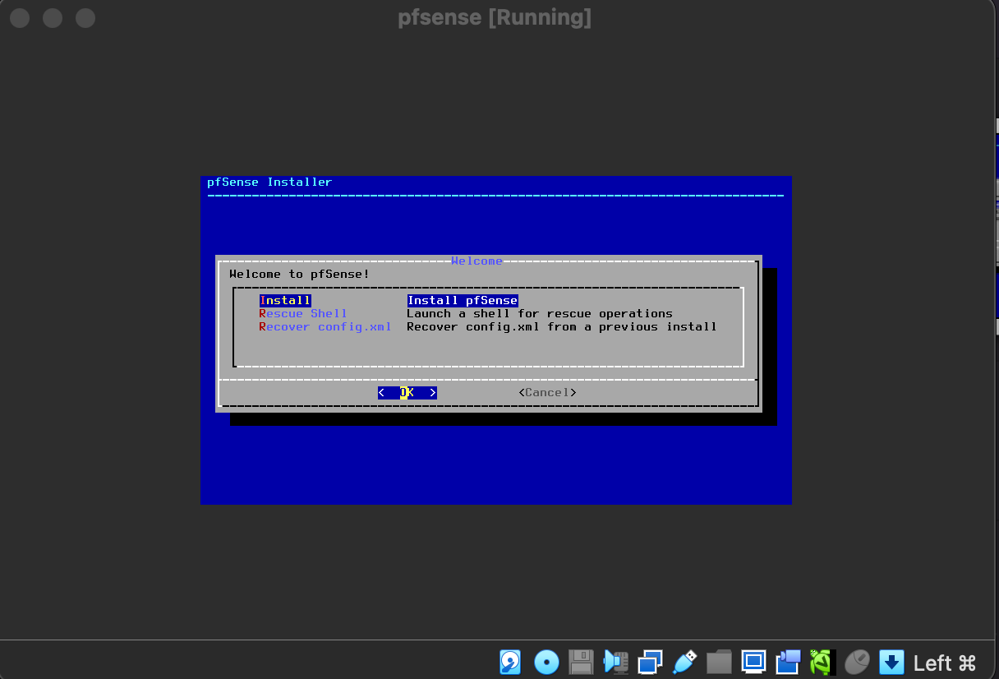 pfsense [Running]
pfSense Installer
Welcome
Welcome to pfSense!
Install Install pfSense
Rescue Shell Launch a shell for rescue operations
Recover config.xml Recover config.xml from a previous install
< OK > <Cancel>
Left ⌘